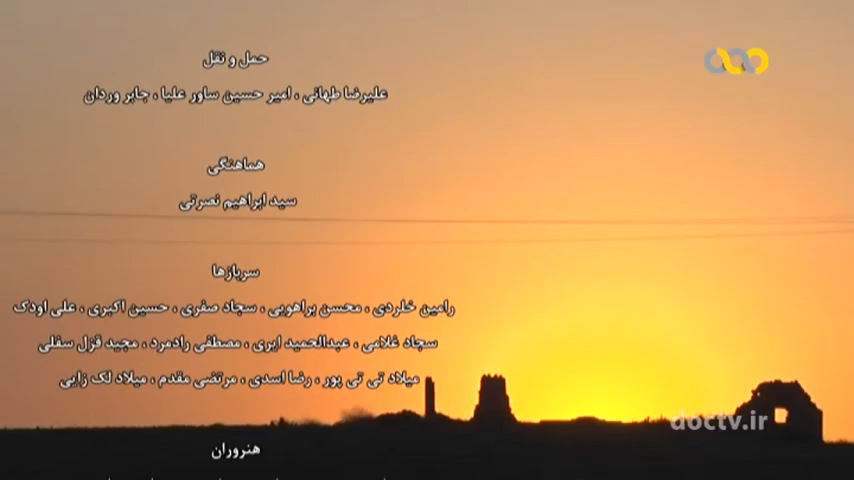 حمل و نقل
علیرضا طهانی ، امیر حسین ساور علیا ، جابر وردان
هماهنگی
سید ابراهیم نصرتی
سربازها
رامین خلردی ، محسن براهویی ، سجاد صفری ، حسین اکبری ، علی اودک
سجاد غلامی ، عبدالحمید ایری ، مصطفی رادمرد ، مجید قزل سفلی
میلاد تی تی پور ، رضا اسدی ، مرتضی مقدم ، میلاد لک زایی
doctv.ir
هنروران